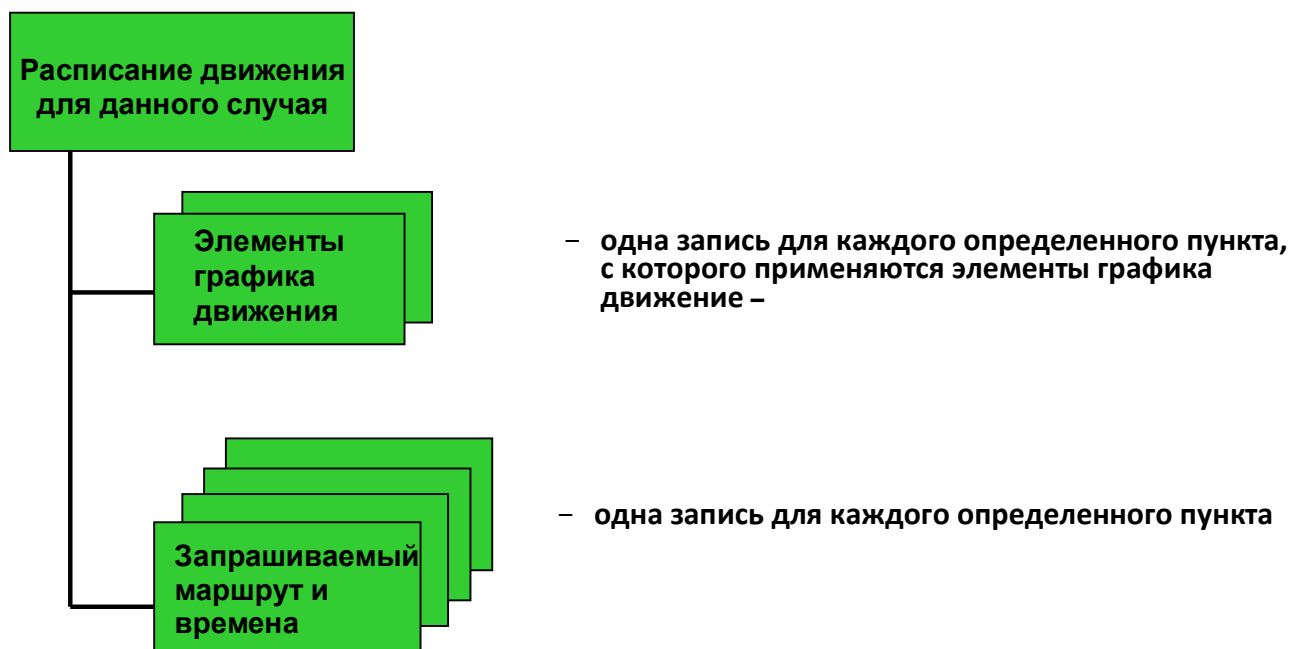 Расписание движения
для данного случая
Элементы
графика
движения
– одна запись для каждого определенного пункта,
с которого применяются элементы графика
движение –
– одна запись для каждого определенного пункта
Запрашиваемый
маршрут и
времена